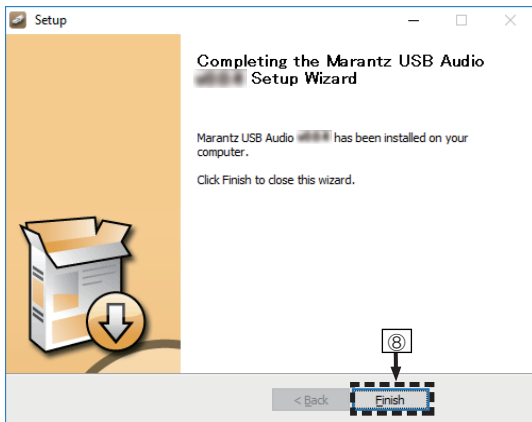 Setup
Completing the Marantz USB Audio
Setup Wizard
Marantz USB Audio has been installed on your
computer.
Click Finish to close this wizard.
⑧
< Back Finish